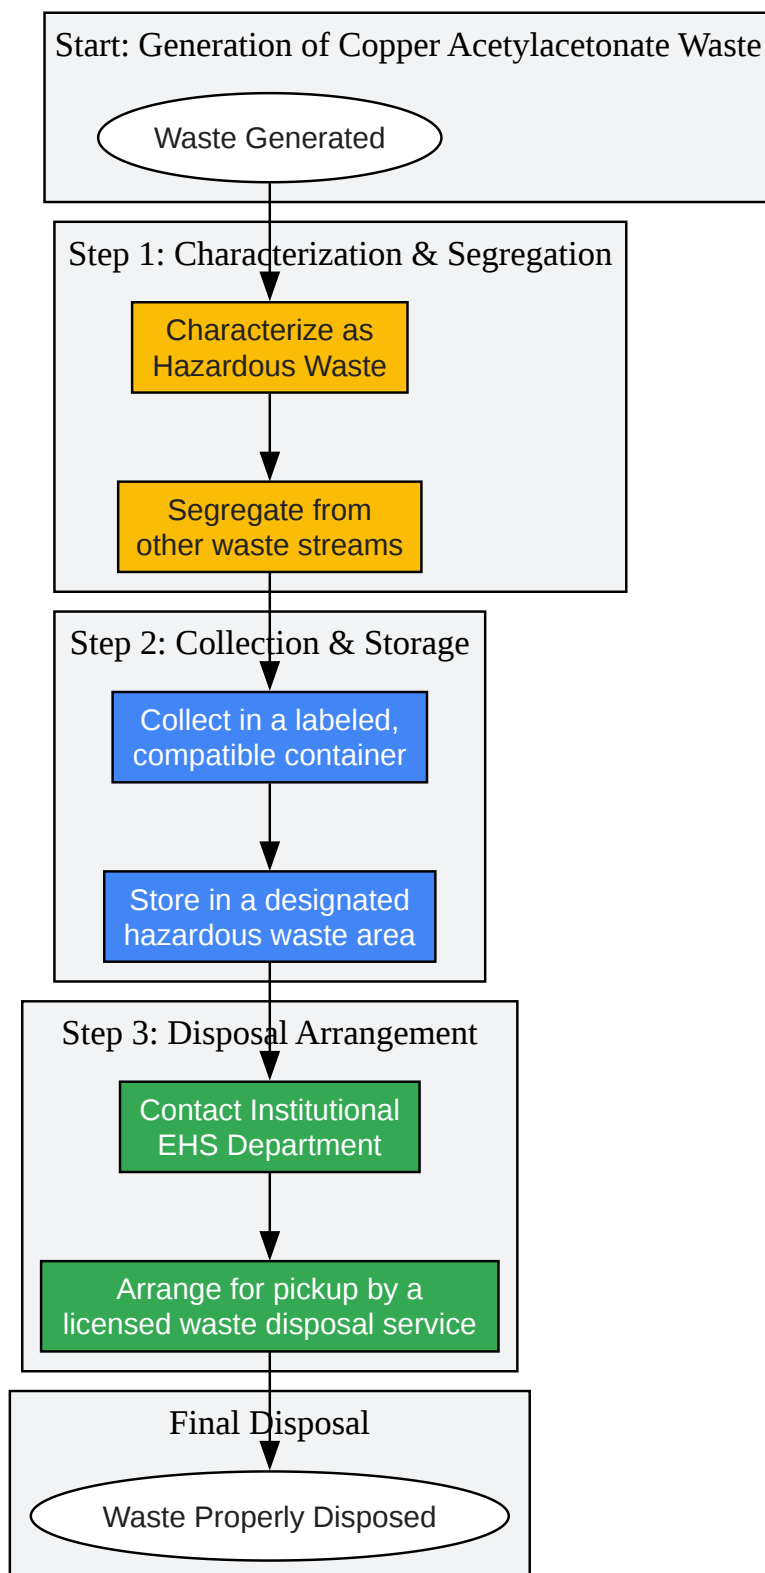 Start: Generation of Copper Acetylacetonate Waste
Waste Generated
Step 1: Characterization & Segregation
Characterize as
Hazardous Waste
Segregate from
other waste streams
Step 2: Collection & Storage
Collect in a labeled,
compatible container
Store in a designated
hazardous waste area
Step 3: Disposal Arrangement
Contact Institutional
EHS Department
Arrange for pickup by a
licensed waste disposal service
Final Disposal
Waste Properly Disposed